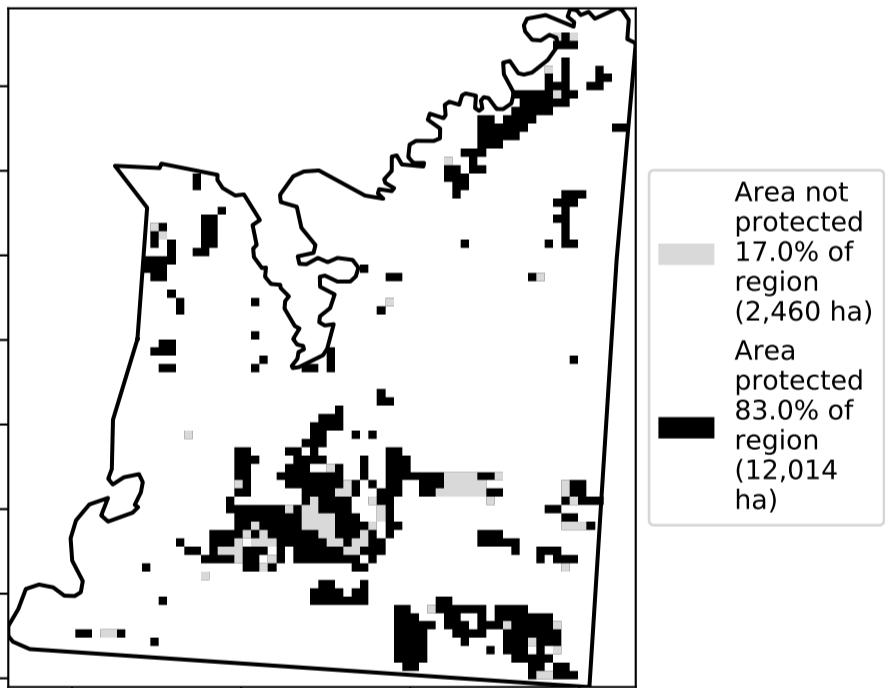 Area not
protected
17.0% of
region
(2,460 ha)
Area
protected
83.0% of
region
(12,014
ha)